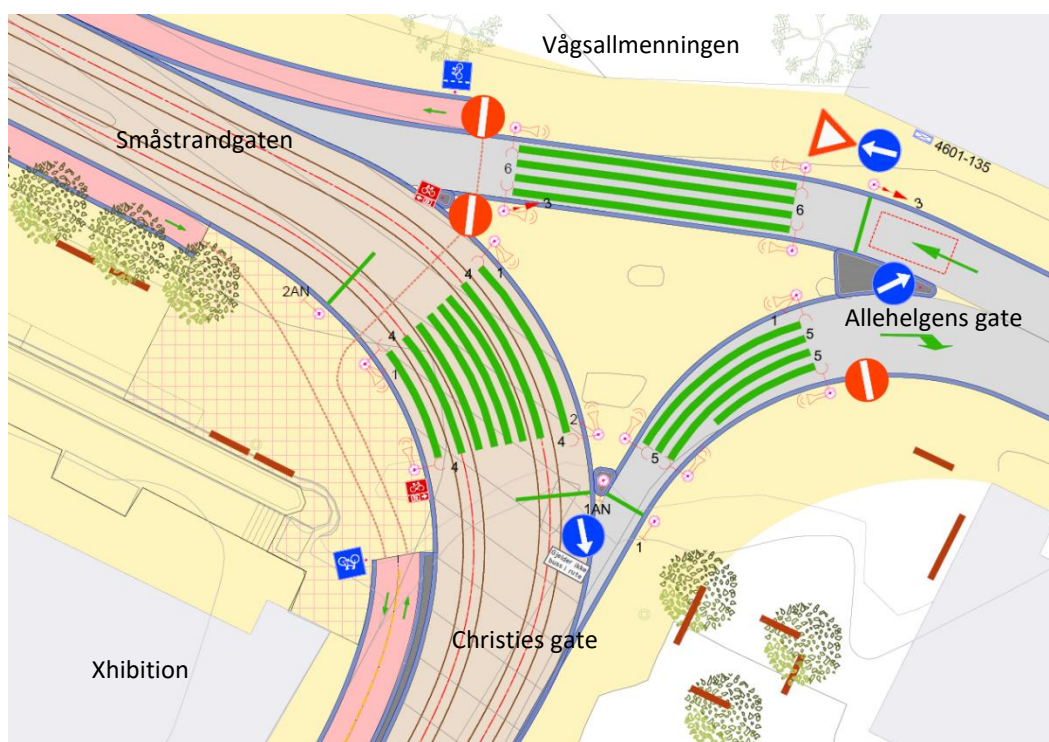 Vågsallmenningen
Småstrandgaten
4601-135
6
6
3
3
1
4
2AN
4
1
1
5
5
Allehelgens gate
2
4
4
5
1AN
1
Gjelder ikke
buss i rute
Christies gate
Xhibition